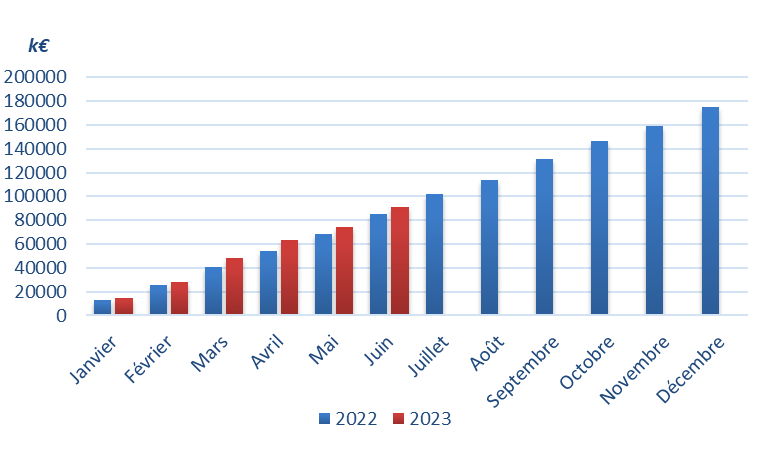 k€
200000
180000
160000
140000
120000
100000
80000
60000
40000
20000
0
Janvier
Février
Mars
Avril
Mai
Juin
Juillet
Août
Septembre
Octobre
Novembre
Décembre
2022 2023